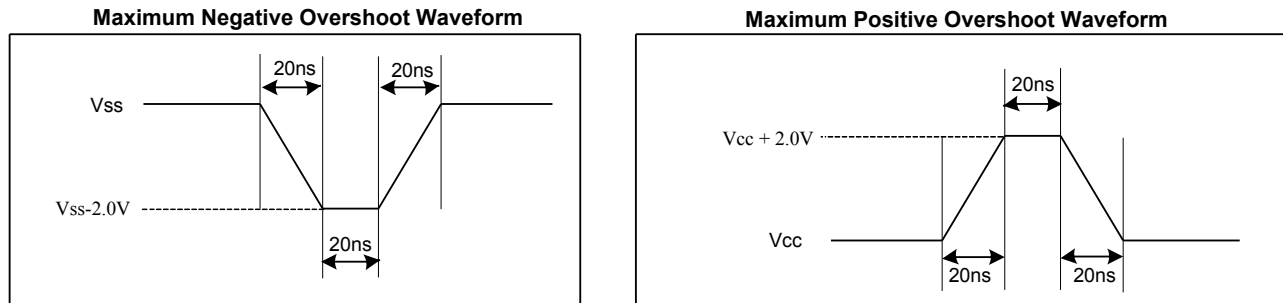 Maximum Negative Overshoot Waveform
20ns 20ns
Vss
Vss-2.0V
20ns
Maximum Positive Overshoot Waveform
20ns
Vcc + 2.0V
Vcc
20ns 20ns